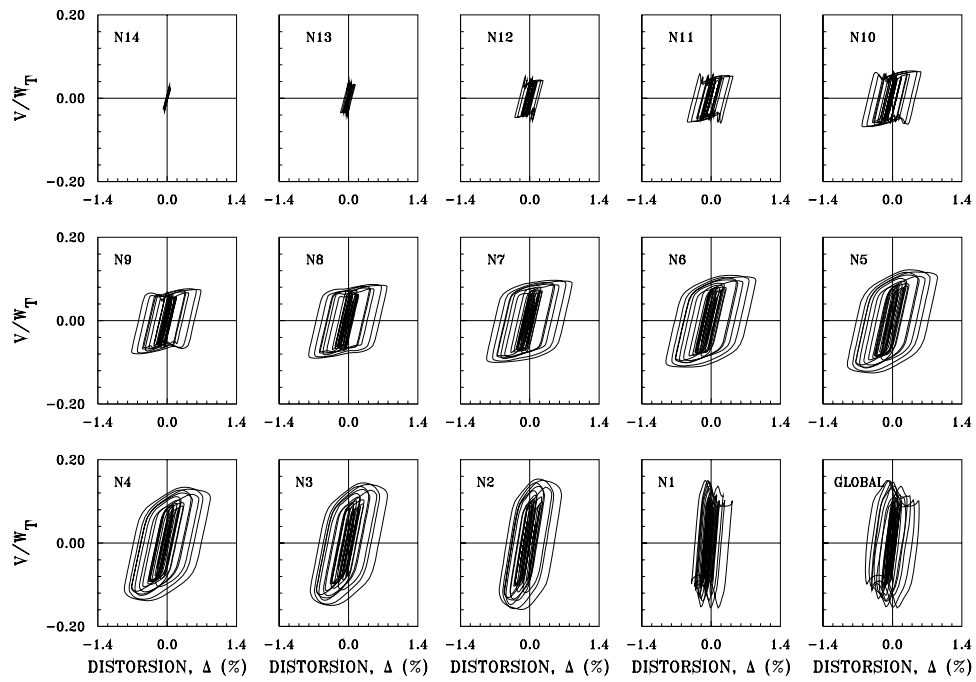 0.20
N14 N13 N12 N11 N10
V/W_T
0.00
−0.20
−1.4 0.0 1.4 −1.4 0.0 1.4 −1.4 0.0 1.4 −1.4 0.0 1.4 −1.4 0.0 1.4
0.20
N9 N8 N7 N6 N5
V/W_T
0.00
−0.20
−1.4 0.0 1.4 −1.4 0.0 1.4 −1.4 0.0 1.4 −1.4 0.0 1.4 −1.4 0.0 1.4
0.20
N4 N3 N2 N1 GLOBAL
V/W_T
0.00
−0.20
−1.4 0.0 1.4 −1.4 0.0 1.4 −1.4 0.0 1.4 −1.4 0.0 1.4 −1.4 0.0 1.4
DISTORSION, Δ (%) DISTORSION, Δ (%) DISTORSION, Δ (%) DISTORSION, Δ (%) DISTORSION, Δ (%)